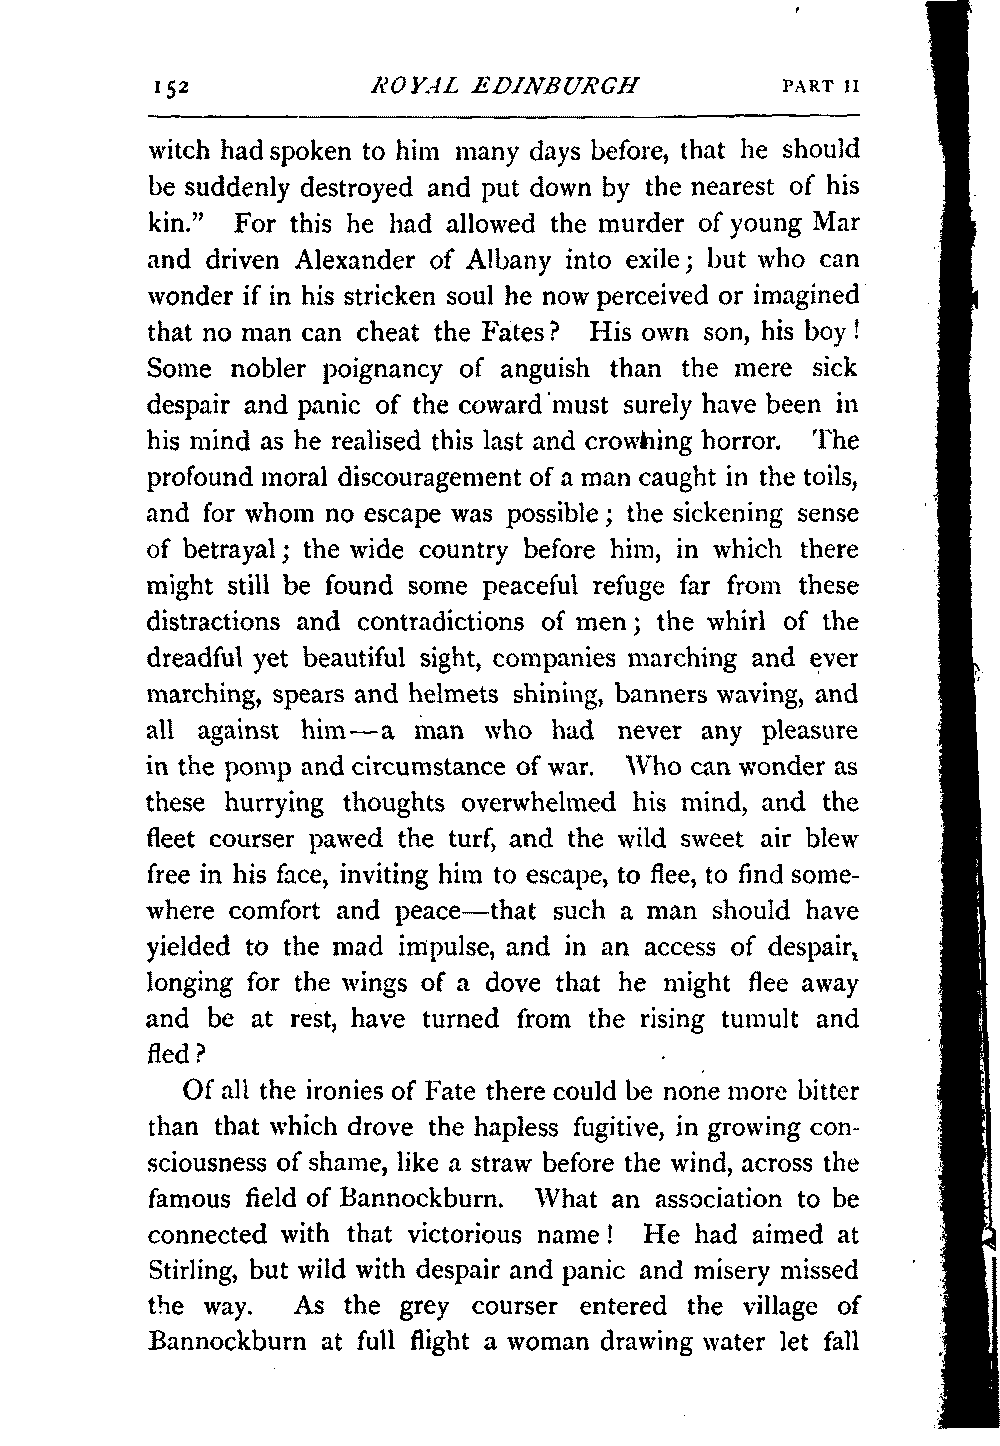 152 ROYAL EDINBURGH PART II
witch had spoken to him many days before, that he should
be suddenly destroyed and put down by the nearest of his
kin.” For this he had allowed the murder of young Mar
and driven Alexander of Albany into exile; but who can
wonder if in his stricken soul he now perceived or imagined
that no man can cheat the Fates? His own son, his boy!
Some nobler poignancy of anguish than the mere sick
despair and panic of the coward must surely have been in
his mind as he realised this last and crowning horror. The
profound moral discouragement of a man caught in the toils,
and for whom no escape was possible; the sickening sense
of betrayal; the wide country before him, in which there
might still be found some peaceful refuge far from these
distractions and contradictions of men; the whirl of the
dreadful yet beautiful sight, companies marching and ever
marching, spears and helmets shining, banners waving, and
all against him—a man who had never any pleasure
in the pomp and circumstance of war. Who can wonder as
these hurrying thoughts overwhelmed his mind, and the
fleet courser pawed the turf, and the wild sweet air blew
free in his face, inviting him to escape, to flee, to find some-
where comfort and peace—that such a man should have
yielded to the mad impulse, and in an access of despair,
longing for the wings of a dove that he might flee away
and be at rest, have turned from the rising tumult and
fled?
Of all the ironies of Fate there could be none more bitter
than that which drove the hapless fugitive, in growing con-
sciousness of shame, like a straw before the wind, across the
famous field of Bannockburn. What an association to be
connected with that victorious name! He had aimed at
Stirling, but wild with despair and panic and misery missed
the way. As the grey courser entered the village of
Bannockburn at full flight a woman drawing water let fall